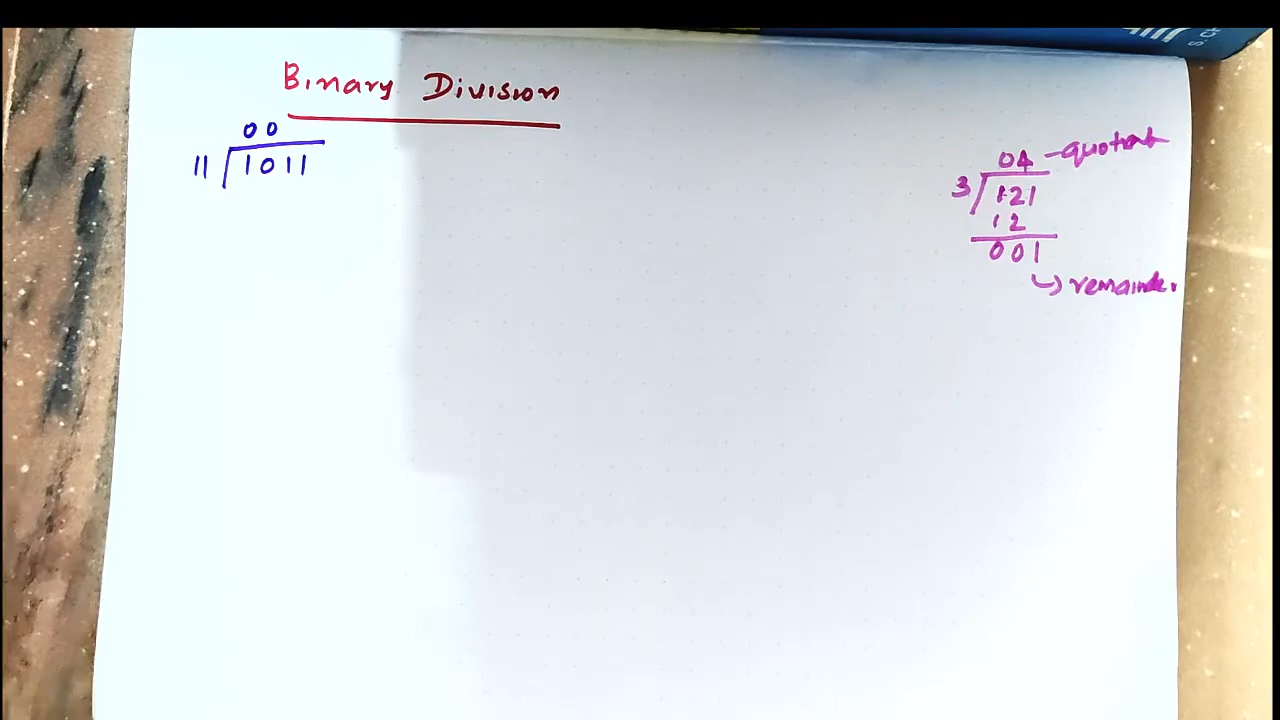 Binary Division
00
11 1011
04 - quotient
3 121
12
001
↳ remainder